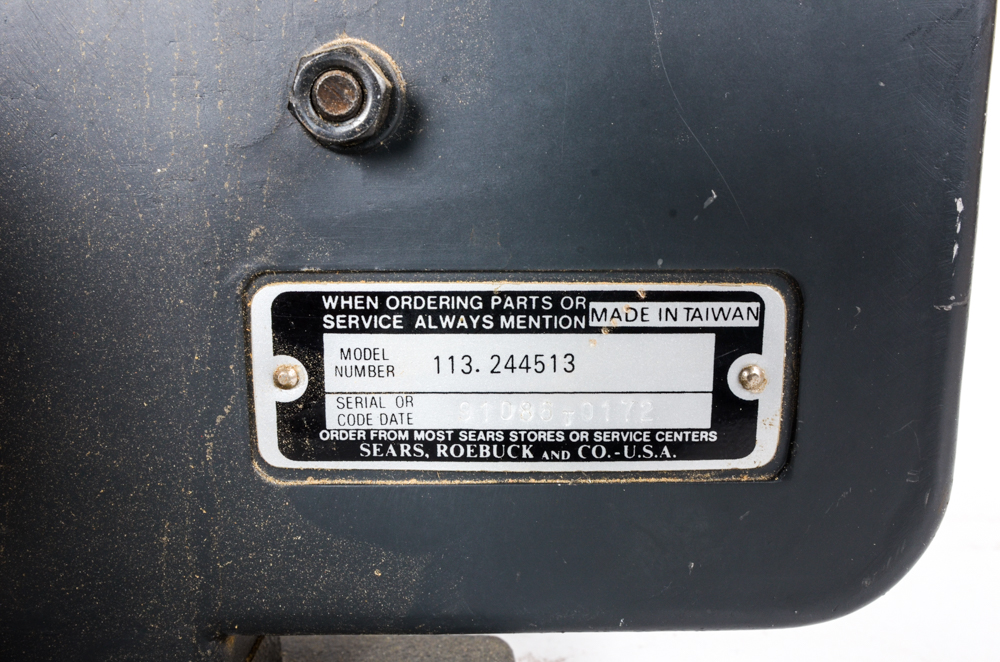 WHEN ORDERING PARTS OR
SERVICE ALWAYS MENTION
MADE IN TAIWAN
MODEL
NUMBER
113.244513
SERIAL OR
CODE DATE
ORDER FROM MOST SEARS STORES OR SERVICE CENTERS
SEARS, ROEBUCK AND CO.-U.S.A.